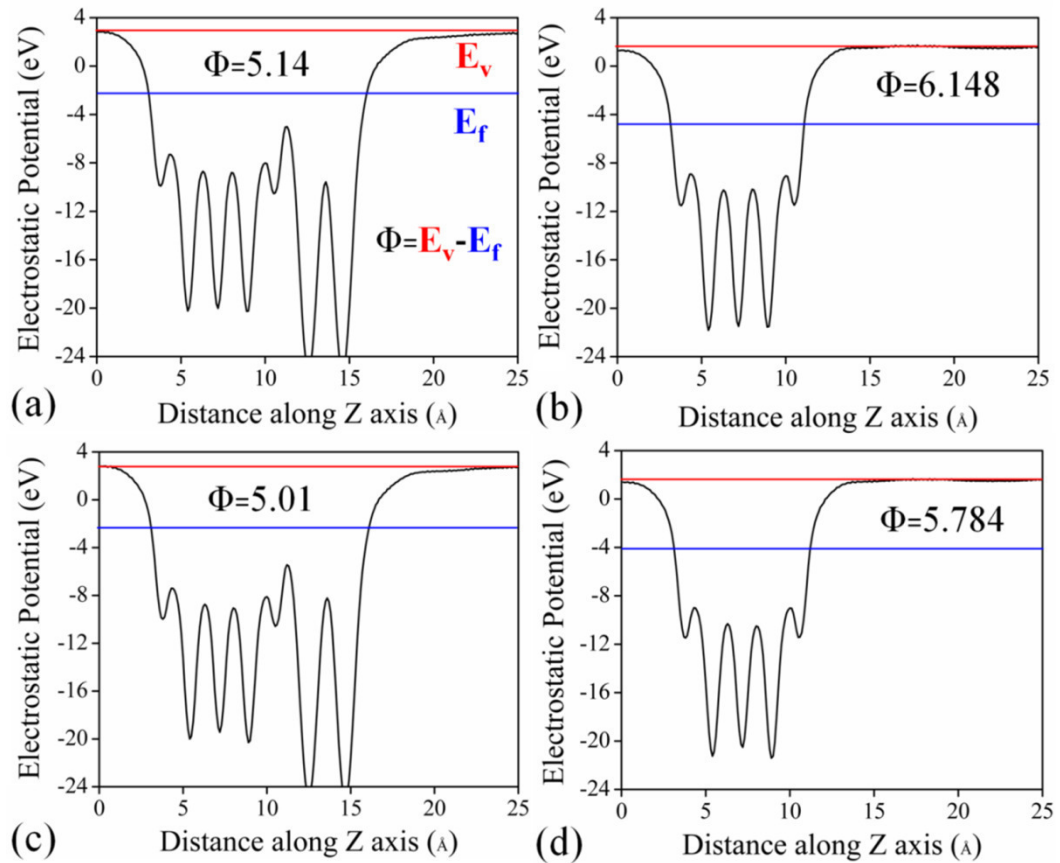 Electrostatic Potential (eV)
4
0
-4
-8
-12
-16
-20
-24
Φ=5.14
Ev
Ef
Φ=Ev-Ef
0 5 10 15 20 25
(a) Distance along Z axis (Å)
Electrostatic Potential (eV)
4
0
-4
-8
-12
-16
-20
-24
Φ=6.148
0 5 10 15 20 25
(b) Distance along Z axis (Å)
Electrostatic Potential (eV)
4
0
-4
-8
-12
-16
-20
-24
Φ=5.01
0 5 10 15 20 25
(c) Distance along Z axis (Å)
Electrostatic Potential (eV)
4
0
-4
-8
-12
-16
-20
-24
Φ=5.784
0 5 10 15 20 25
(d) Distance along Z axis (Å)